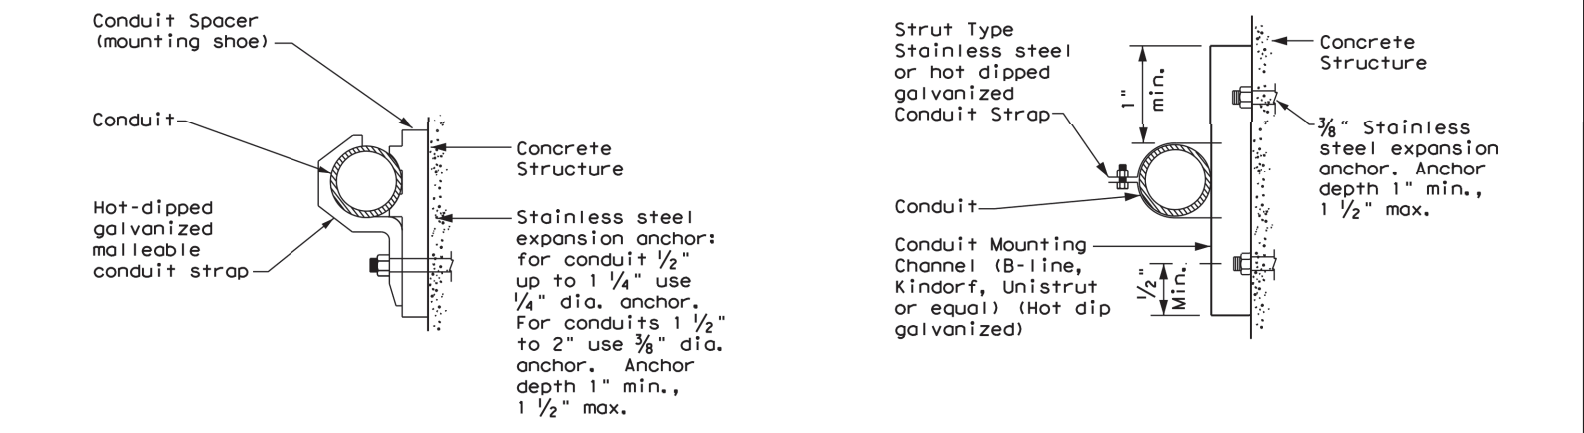 Conduit Spacer
(mounting shoe)
Conduit
Hot-dipped
galvanized
malleable
conduit strap
Concrete
Structure
Stainless steel
expansion anchor:
for conduit 1/2"
up to 1 1/4" use
1/4" dia. anchor.
For conduits 1 1/2"
to 2" use 3/8" dia.
anchor. Anchor
depth 1" min.,
1 1/2" max.
Strut Type
Stainless steel
or hot dipped
galvanized
Conduit Strap
1"
min.
Conduit
Conduit Mounting
Channel (B-line,
Kindorf, Unistrut
or equal) (Hot dip
galvanized)
1/2"
Min.
Concrete
Structure
3/8" Stainless
steel expansion
anchor. Anchor
depth 1" min.,
1 1/2" max.